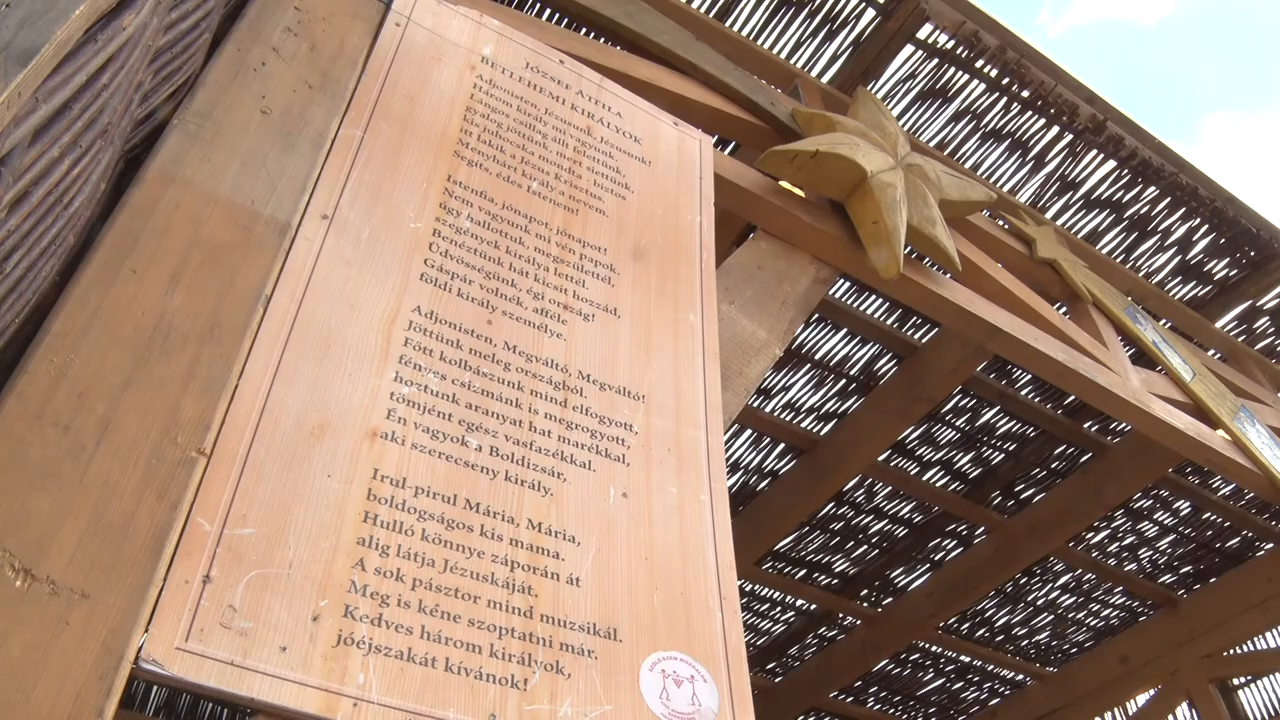 JÓZSEF ATILLA
BETLEHEMI KIRÁLYOK
Adjonisten, Jézusunk, Jézusunk!
Három király mi vagyunk.
Lángos csillag állt felettünk,
gyalog jöttünk, mert siettünk,
kis juhocska mondta - biztos
itt lakik a Jézus Krisztus.
Menyhárt király a nevem.
Segíts, édes Istenem!
Istenfia, jónapot, jónapot!
Nem vagyunk mi vén papok.
úgy hallottuk, megszülettél,
szegények királya lettél.
Benéztünk hát kicsit hozzád,
Üdvösségünk, égi ország!
Gáspár volnék, afféle
földi király személye.
Adjonisten, Megváltó, Megváltó!
Jöttünk meleg országból.
Főtt kolbászunk mind elfogyott,
fényes csizmánk is megrogyott,
hoztunk aranyat hat marékkal,
tömjént egész vasfazékkal.
Én vagyok a Boldizsár,
aki szerecseny király.
Irul-pirul Mária, Mária,
boldogságos kis mama.
Hulló könnye záporán át
alig látja Jézuskáját.
A sok pásztor mind muzsikál.
Meg is kéne szoptatni már.
Kedves három királyok,
jóéjszakát kívánok!
SZŐLŐSZEM MOZGALOM